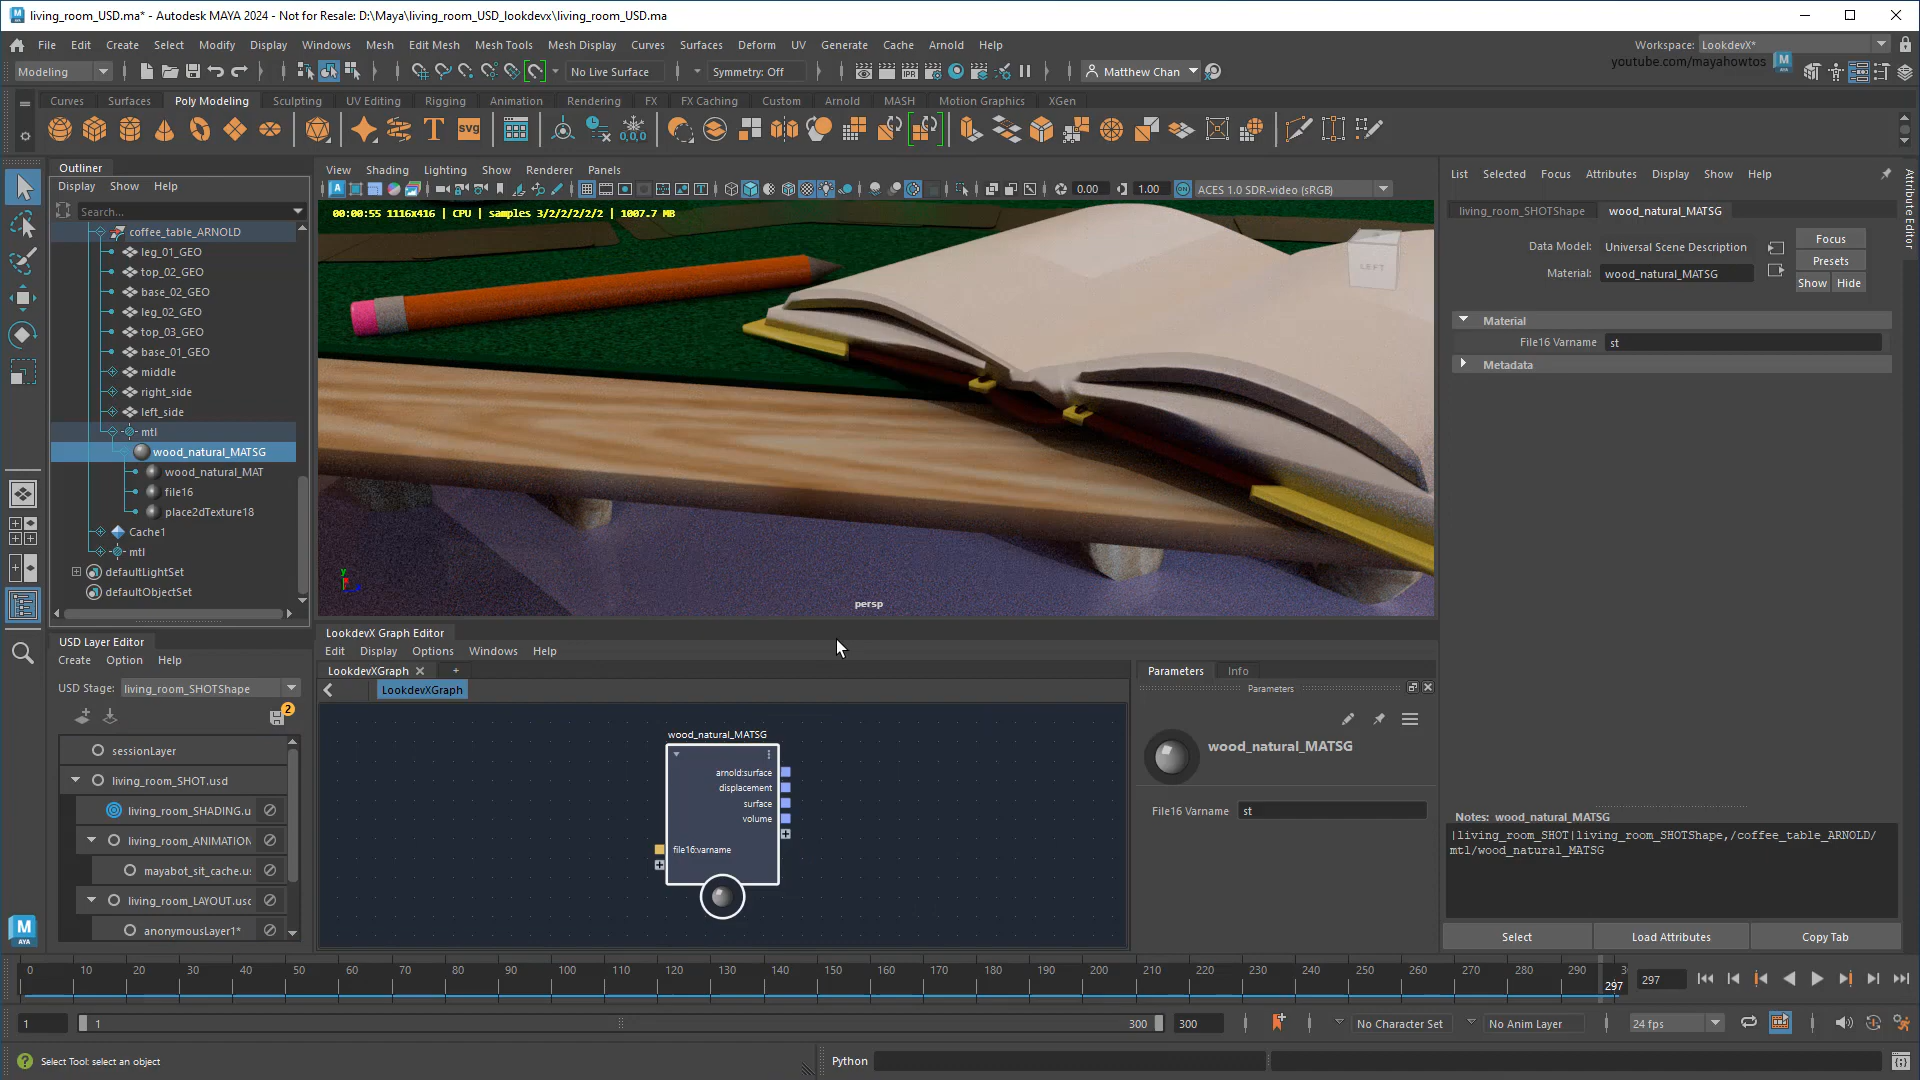 living_room_USD.ma* - Autodesk MAYA 2024 - Not for Resale: D:\Maya\living_room_USD_lookdevx\living_room_USD.ma
File Edit Create Select Modify Display Windows Mesh Edit Mesh Mesh Tools Mesh Display Curves Surfaces Deform UV Generate Cache Arnold Help
Workspace: LookdevX*
youtube.com/mayahowtos
Modeling
No Live Surface
Symmetry: Off
IPR
Matthew Chan
Curves Surfaces Poly Modeling Sculpting UV Editing Rigging Animation Rendering FX FX Caching Custom Arnold MASH Motion Graphics XGen
T SVG 0,0,0
Outliner
Display Show Help
Search...
coffee_table_ARNOLD
leg_01_GEO
top_02_GEO
base_02_GEO
leg_02_GEO
top_03_GEO
base_01_GEO
middle
right_side
left_side
mtl
wood_natural_MATSG
wood_natural_MAT
file16
place2dTexture18
Cache1
mtl
defaultLightSet
defaultObjectSet
View Shading Lighting Show Renderer Panels
0.00 1.00 ACES 1.0 SDR-video (sRGB)
00:00:55 1116x416 | CPU | samples 3/2/2/2/2/2 | 1007.7 MB
LEFT
y
persp
USD Layer Editor
Create Option Help
USD Stage: living_room_SHOTShape
2
sessionLayer
living_room_SHOT.usd
living_room_SHADING.u
living_room_ANIMATION
mayabot_sit_cache.u
living_room_LAYOUT.usc
anonymousLayer1*
LookdevX Graph Editor
Edit Display Options Windows Help
LookdevXGraph
+
LookdevXGraph
wood_natural_MATSG
arnold:surface
displacement
surface
volume
file16:varname
Parameters Info
Parameters
wood_natural_MATSG
File16 Varname st
List Selected Focus Attributes Display Show Help
living_room_SHOTShape wood_natural_MATSG
Data Model: Universal Scene Description
Material: wood_natural_MATSG
Focus
Presets
Show Hide
Material
File16 Varname st
Metadata
Notes: wood_natural_MATSG
|living_room_SHOT|living_room_SHOTShape,/coffee_table_ARNOLD/
mtl/wood_natural_MATSG
Select Load Attributes Copy Tab
Attribute Editor
M
AYA
0 10 20 30 40 50 60 70 80 90 100 110 120 130 140 150 160 170 180 190 200 210 220 230 240 250 260 270 280 290
297
297
1 1 300 300 No Character Set No Anim Layer 24 fps
Select Tool: select an object
Python